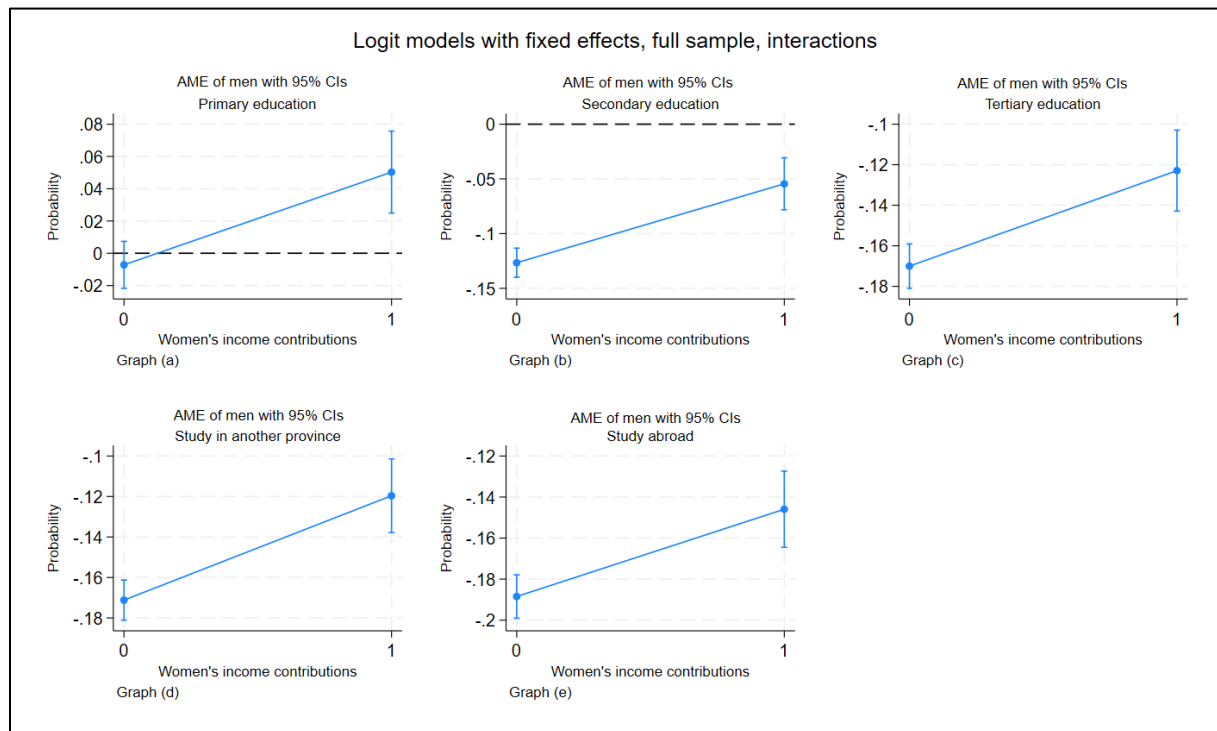 Logit models with fixed effects, full sample, interactions
AME of men with 95% CIs
Primary education
.08
.06
.04
.02
0
-.02
Probability
0
1
Women's income contributions
Graph (a)
AME of men with 95% CIs
Secondary education
0
-.05
-.1
-.15
Probability
0
1
Women's income contributions
Graph (b)
AME of men with 95% CIs
Tertiary education
-.1
-.12
-.14
-.16
-.18
Probability
0
1
Women's income contributions
Graph (c)
AME of men with 95% CIs
Study in another province
-.1
-.12
-.14
-.16
-.18
Probability
0
1
Women's income contributions
Graph (d)
AME of men with 95% CIs
Study abroad
-.12
-.14
-.16
-.18
-.2
Probability
0
1
Women's income contributions
Graph (e)